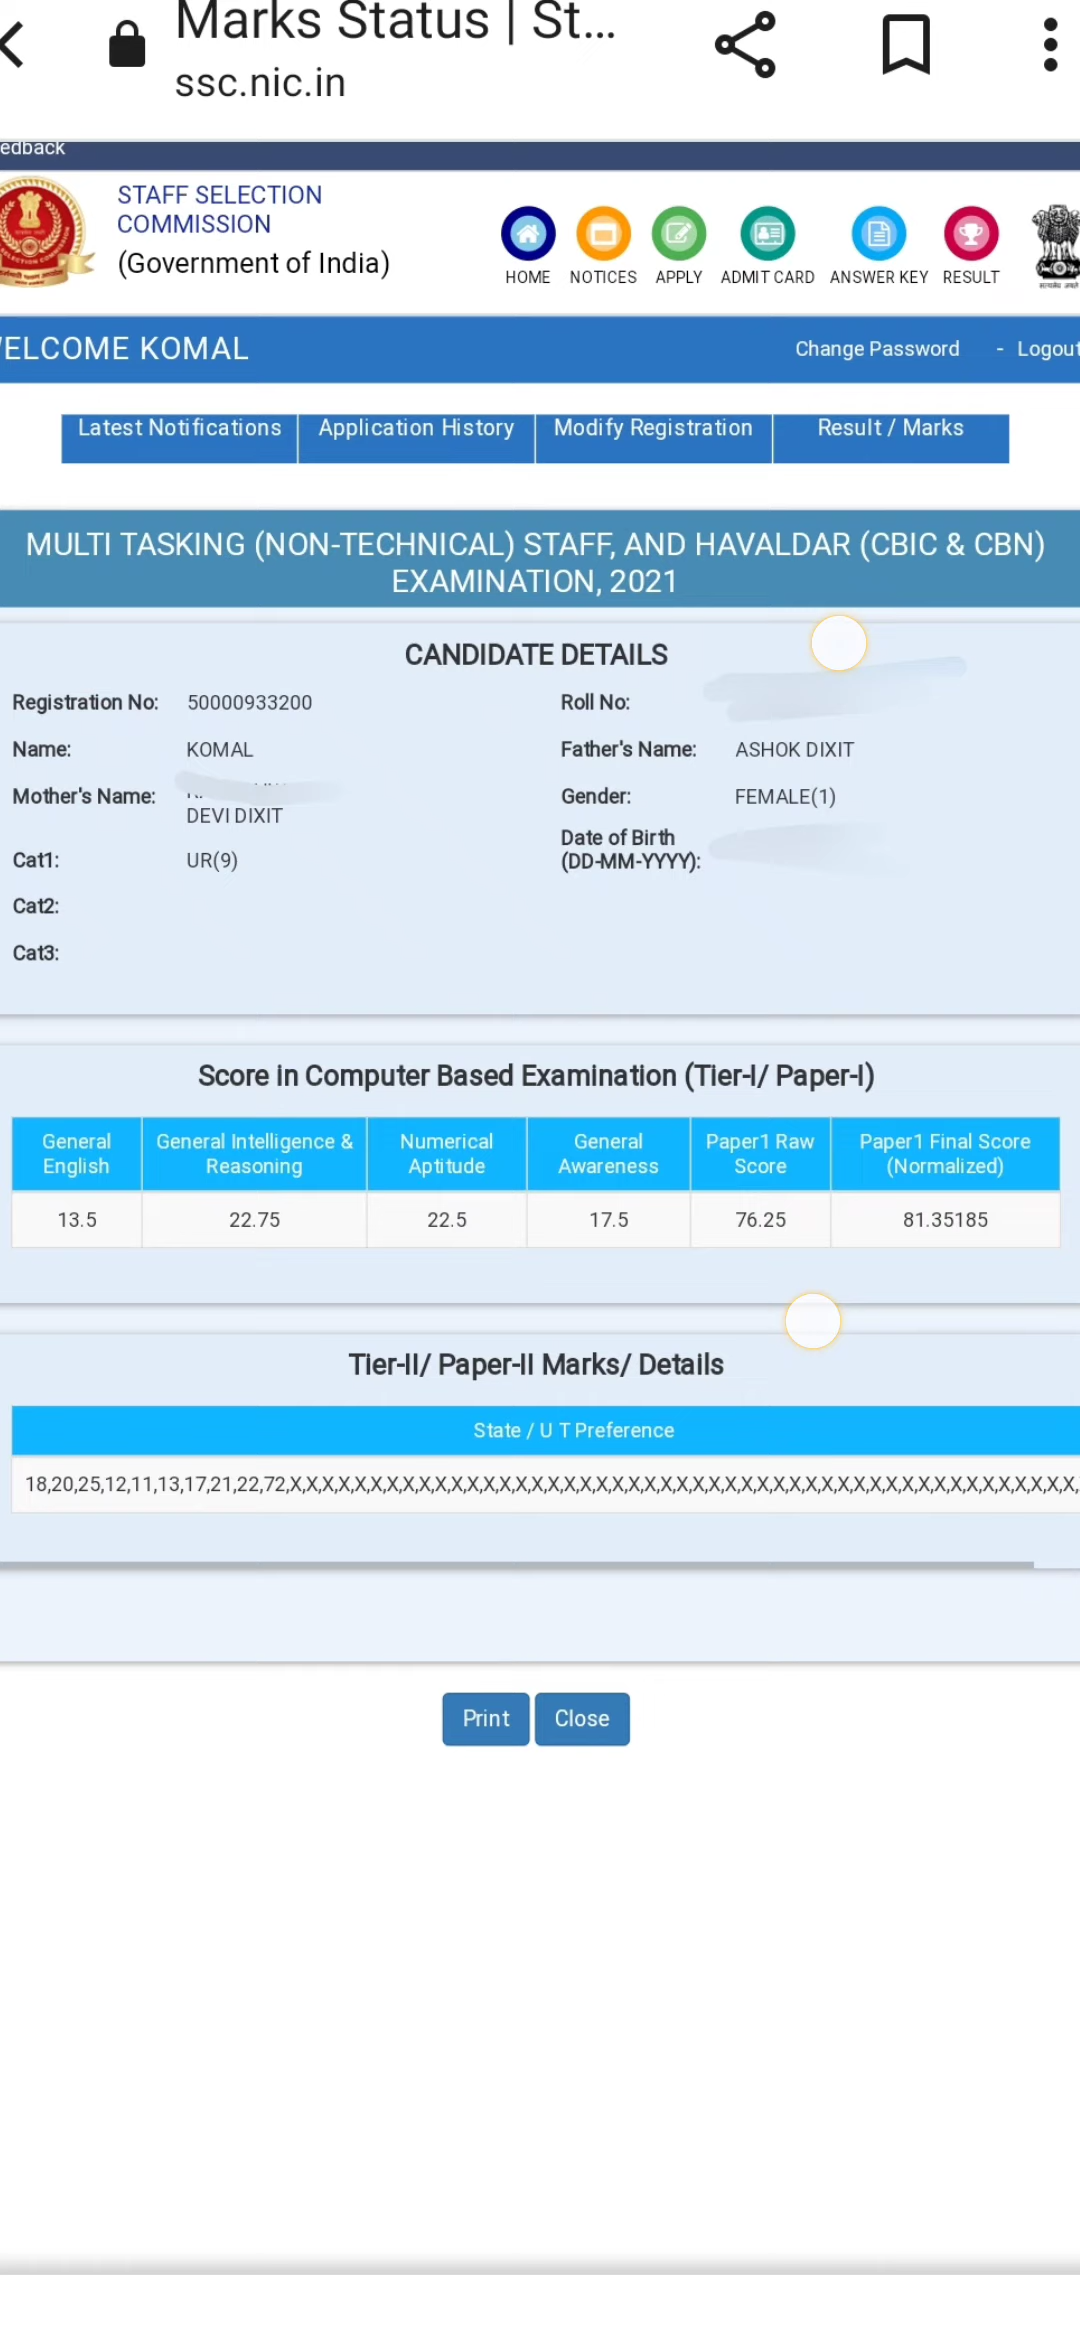 Marks Status | St...
ssc.nic.in
edback
STAFF SELECTION
COMMISSION
(Government of India)
HOME NOTICES APPLY ADMIT CARD ANSWER KEY RESULT
ELCOME KOMAL
Change Password - Logout
Latest Notifications Application History Modify Registration Result / Marks
MULTI TASKING (NON-TECHNICAL) STAFF, AND HAVALDAR (CBIC & CBN)
EXAMINATION, 2021
CANDIDATE DETAILS
Registration No: 50000933200 Roll No:
Name: KOMAL Father's Name: ASHOK DIXIT
Mother's Name: Gender: FEMALE(1)
DEVI DIXIT
Date of Birth
(DD-MM-YYYY):
Cat1: UR(9)
Cat2:
Cat3:
Score in Computer Based Examination (Tier-I/ Paper-I)
General English General Intelligence & Reasoning Numerical Aptitude General Awareness Paper1 Raw Score Paper1 Final Score (Normalized)
13.5 22.75 22.5 17.5 76.25 81.35185
Tier-II/ Paper-II Marks/ Details
State / U T Preference
18,20,25,12,11,13,17,21,22,72,X,X,X,X,X,X,X,X,X,X,X,X,X,X,X,X,X,X,X,X,X,X,X,X,X,X,X,X,X,X,X,X,X,X,X,X,X,X,X,X,X,X,X,X,X,X,X,X,X,
Print Close